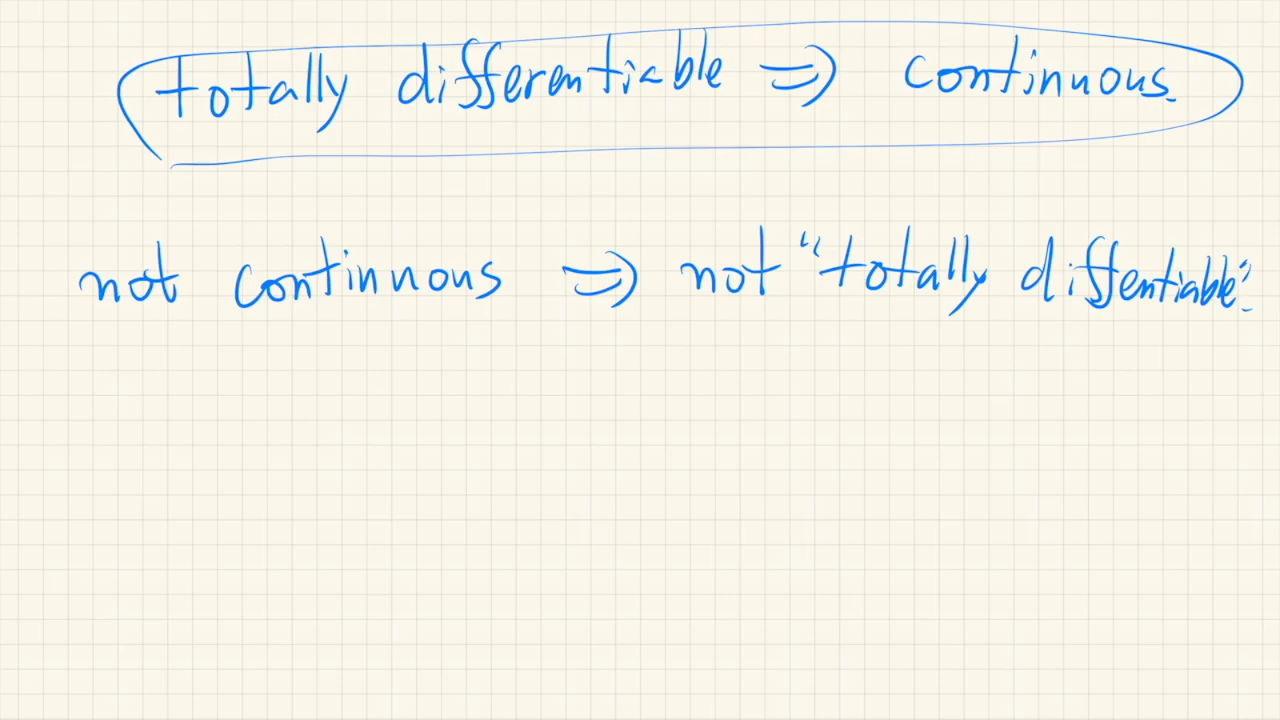 totally differentiable ⇒ continuous.
not continuous ⇒ not "totally diffentiable".